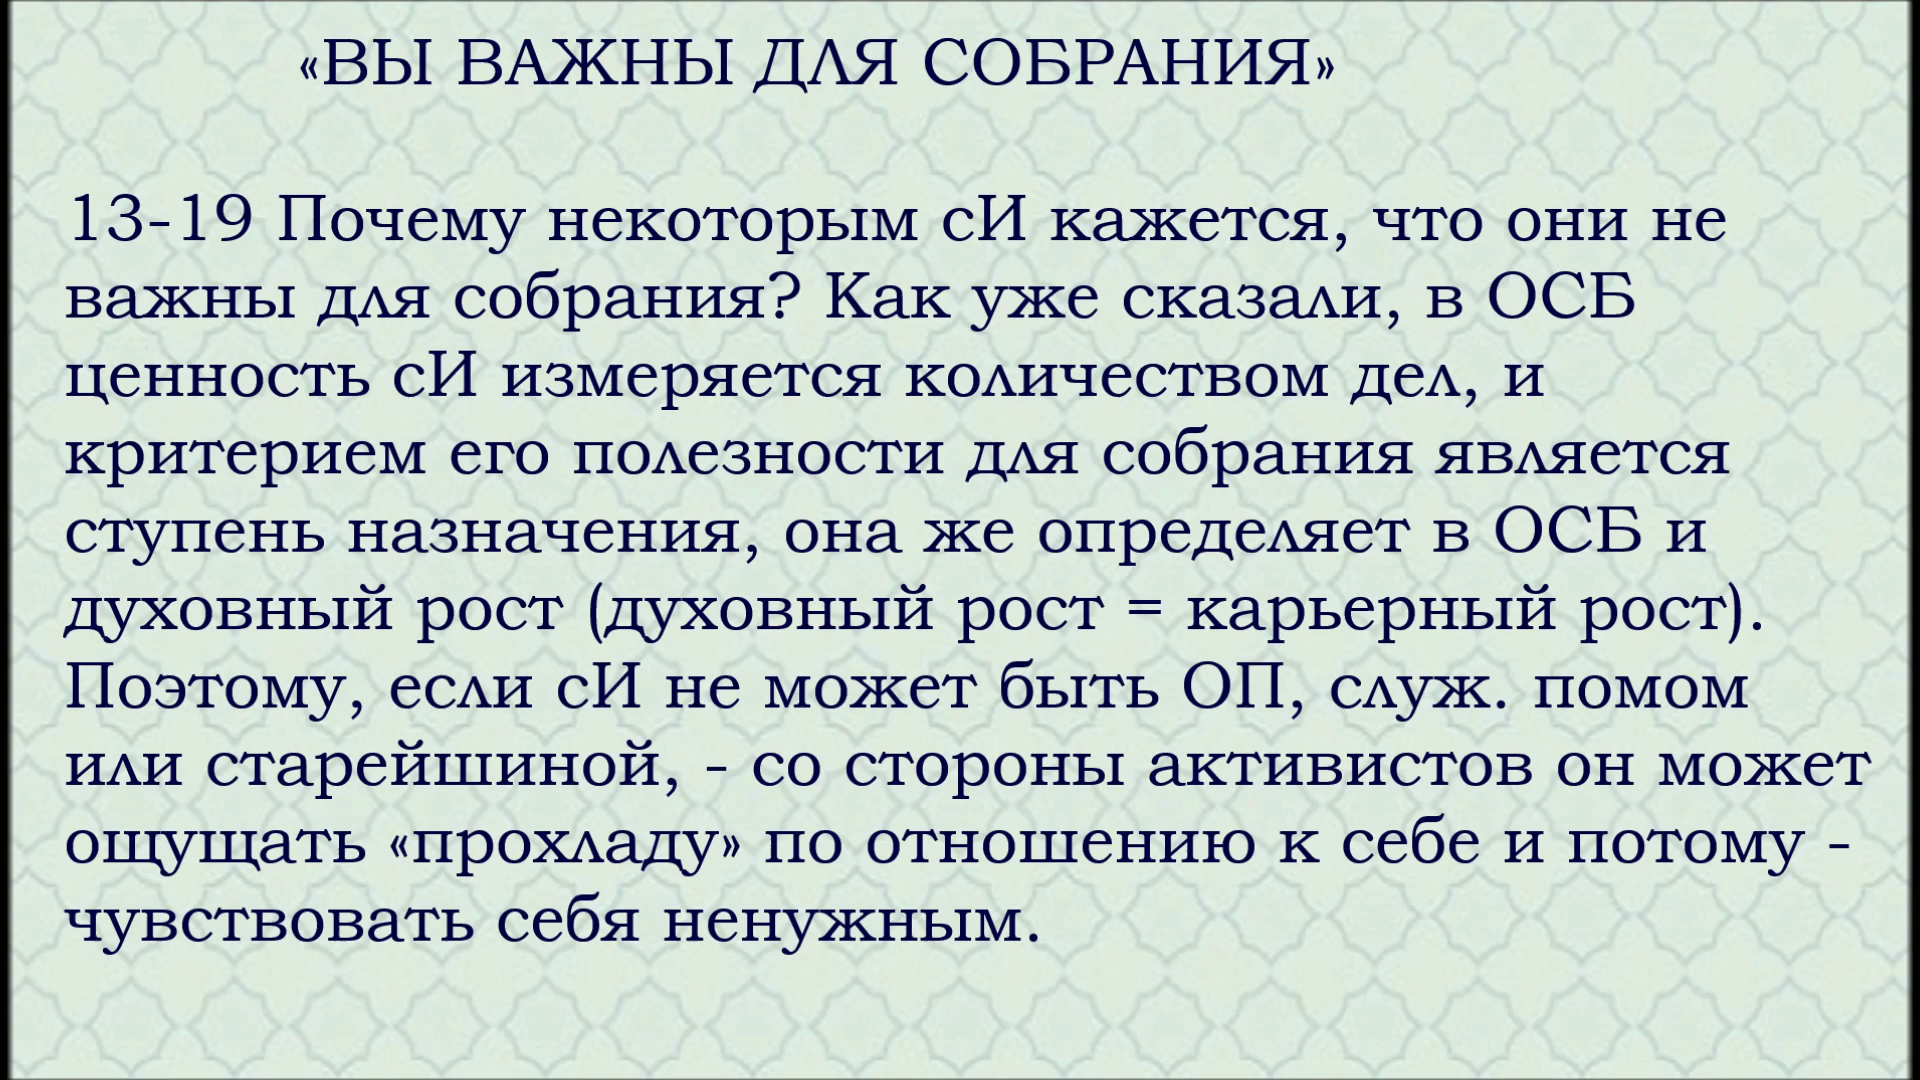 «ВЫ ВАЖНЫ ДЛЯ СОБРАНИЯ»
13-19 Почему некоторым сИ кажется, что они не
важны для собрания? Как уже сказали, в ОСБ
ценность сИ измеряется количеством дел, и
критерием его полезности для собрания является
ступень назначения, она же определяет в ОСБ и
духовный рост (духовный рост = карьерный рост).
Поэтому, если сИ не может быть ОП, служ. помом
или старейшиной, - со стороны активистов он может
ощущать «прохладу» по отношению к себе и потому -
чувствовать себя ненужным.